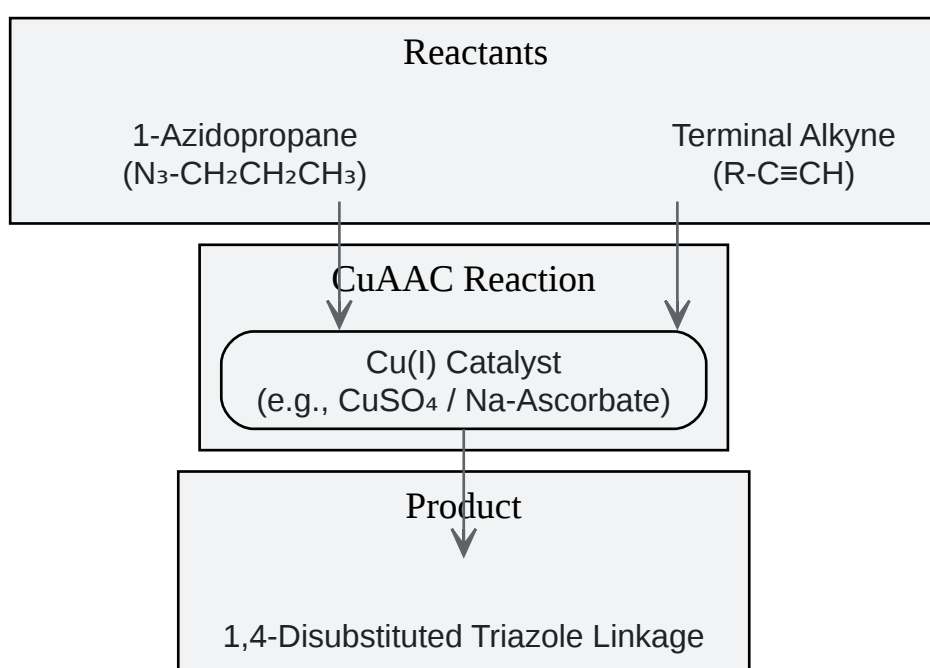 Reactants
1-Azidopropane
(N₃-CH₂CH₂CH₃)
Terminal Alkyne
(R-C≡CH)
CuAAC Reaction
Cu(I) Catalyst
(e.g., CuSO₄ / Na-Ascorbate)
Product
1,4-Disubstituted Triazole Linkage